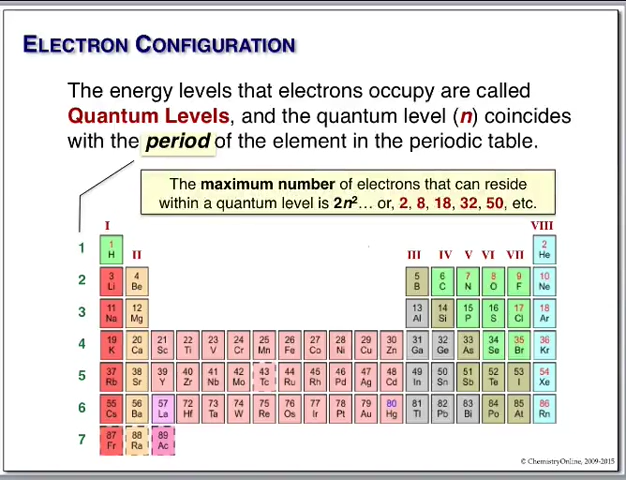 ELECTRON CONFIGURATION
The energy levels that electrons occupy are called
Quantum Levels, and the quantum level (n) coincides
with the period of the element in the periodic table.
The maximum number of electrons that can reside
within a quantum level is 2n²… or, 2, 8, 18, 32, 50, etc.
I VIII
1 1 2
H He
II III IV V VI VII
2 3 4 5 6 7 8 9 10
Li Be B C N O F Ne
3 11 12 13 14 15 16 17 18
Na Mg Al Si P S Cl Ar
4 19 20 21 22 23 24 25 26 27 28 29 30 31 32 33 34 35 36
K Ca Sc Ti V Cr Mn Fe Co Ni Cu Zn Ga Ge As Se Br Kr
5 37 38 39 40 41 42 43 44 45 46 47 48 49 50 51 52 53 54
Rb Sr Y Zr Nb Mo Tc Ru Rh Pd Ag Cd In Sn Sb Te I Xe
6 55 56 57 72 73 74 75 76 77 78 79 80 81 82 83 84 85 86
Cs Ba La Hf Ta W Re Os Ir Pt Au Hg Tl Pb Bi Po At Rn
7 87 88 89
Fr Ra Ac
© ChemistryOnline, 2009-2015